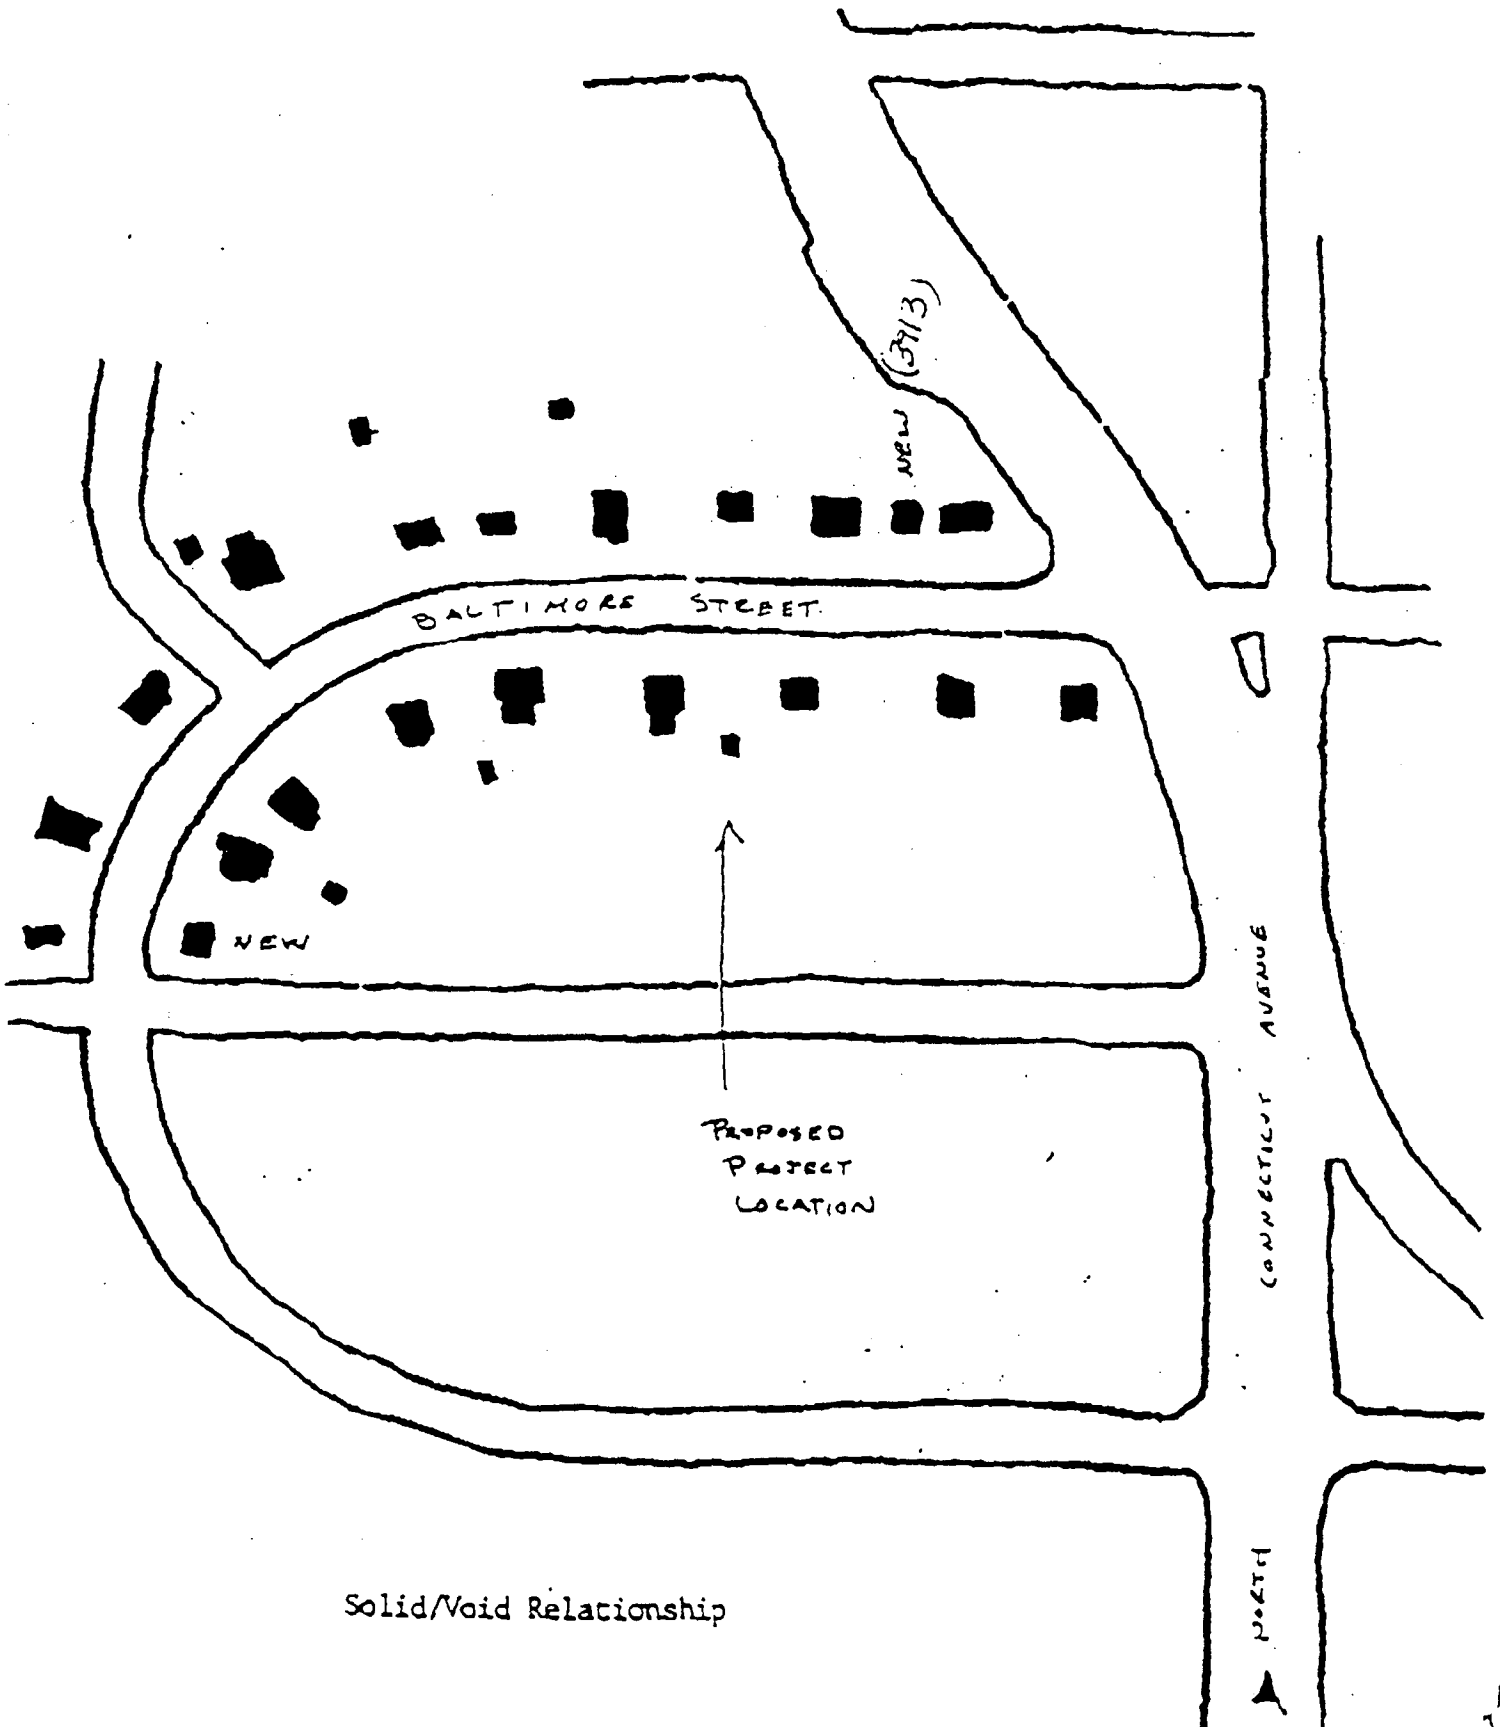 (3913)
NEW
BALTIMORE STREET
NEW
CONNECTICUT AVENUE
PROPOSED
PROJECT
LOCATION
NORTH
Solid/Void Relationship